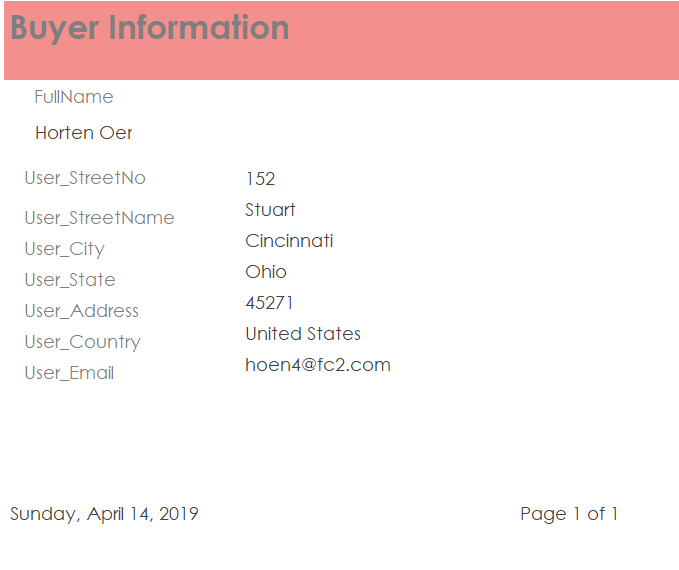 Buyer Information
FullName
Horten Oer
User_StreetNo 152
User_StreetName Stuart
User_City Cincinnati
User_State Ohio
User_Address 45271
User_Country United States
User_Email hoen4@fc2.com
Sunday, April 14, 2019 Page 1 of 1